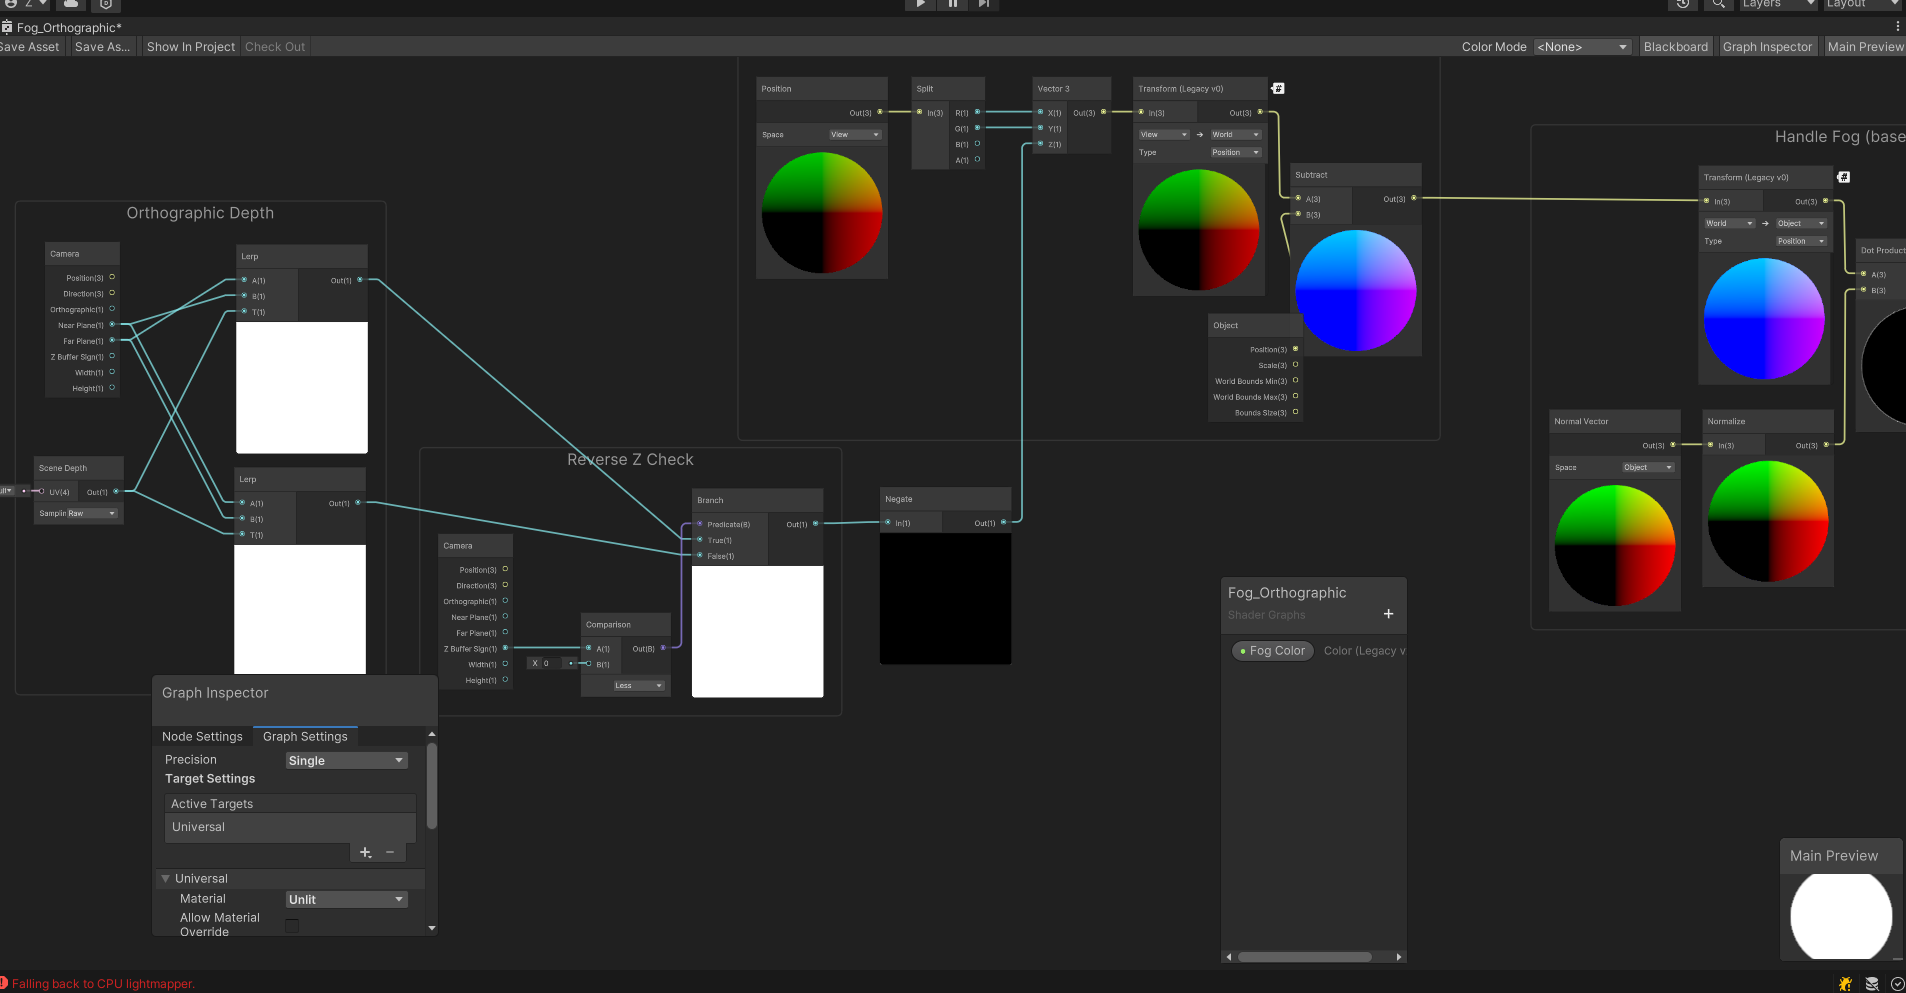 Z
Layers
Layout
Fog_Orthographic*
Save Asset
Save As...
Show In Project
Check Out
Color Mode
<None>
Blackboard
Graph Inspector
Main Preview
Position
Out(3)
Space
View
Split
In(3)
R(1)
G(1)
B(1)
A(1)
Vector 3
X(1)
Y(1)
Z(1)
Out(3)
Transform (Legacy v0)
#
In(3)
Out(3)
View
World
Type
Position
Subtract
A(3)
B(3)
Out(3)
Object
Position(3)
Scale(3)
World Bounds Min(3)
World Bounds Max(3)
Bounds Size(3)
Handle Fog (base
Transform (Legacy v0)
#
In(3)
Out(3)
World
Object
Type
Position
Dot Produc
A(3)
B(3)
Normal Vector
Out(3)
Space
Object
Normalize
In(3)
Out(3)
Orthographic Depth
Camera
Position(3)
Direction(3)
Orthographic(1)
Near Plane(1)
Far Plane(1)
Z Buffer Sign(1)
Width(1)
Height(1)
Lerp
A(1)
B(1)
T(1)
Out(1)
Scene Depth
UV(4)
Out(1)
Samplin
Raw
Lerp
A(1)
B(1)
T(1)
Out(1)
Reverse Z Check
Camera
Position(3)
Direction(3)
Orthographic(1)
Near Plane(1)
Far Plane(1)
Z Buffer Sign(1)
Width(1)
Height(1)
X 0
Comparison
A(1)
B(1)
Out(B)
Less
Branch
Predicate(B)
True(1)
False(1)
Out(1)
Negate
In(1)
Out(1)
Fog_Orthographic
Shader Graphs
+
Fog Color
Color (Legacy v
Graph Inspector
Node Settings
Graph Settings
Precision
Single
Target Settings
Active Targets
Universal
Universal
Material
Unlit
Allow Material
Override
Main Preview
Falling back to CPU lightmapper.